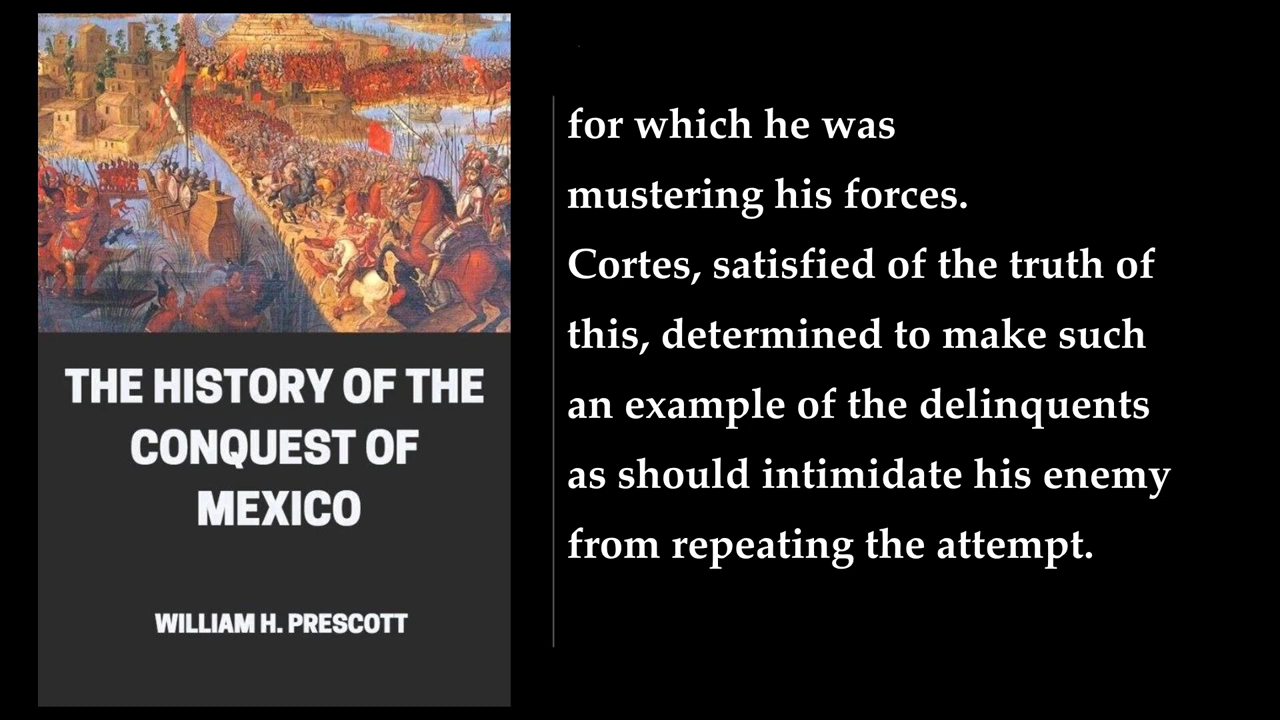 THE HISTORY OF THE
CONQUEST OF
MEXICO
WILLIAM H. PRESCOTT
for which he was
mustering his forces.
Cortes, satisfied of the truth of
this, determined to make such
an example of the delinquents
as should intimidate his enemy
from repeating the attempt.